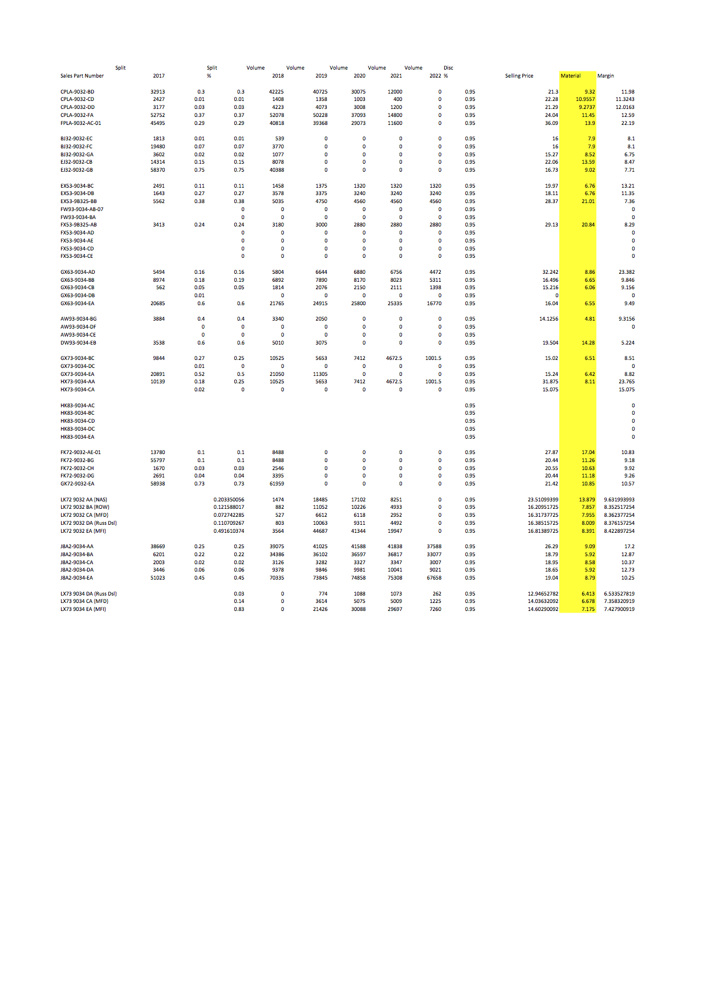 Split Split Volume Volume Volume Volume Volume Disc
Sales Part Number 2017 % 2018 2019 2020 2021 2022 % Selling Price Material Margin
CPLA-9032-BD 32913 0.3 0.3 42225 40725 30075 12000 0 0.95 21.3 9.32 11.98
CPLA-9032-CD 2427 0.01 0.01 1408 1358 1003 400 0 0.95 22.28 10.9557 11.3243
CPLA-9032-DD 3177 0.03 0.03 4223 4073 3008 1200 0 0.95 21.29 9.2737 12.0163
CPLA-9032-FA 52752 0.37 0.37 52078 50228 37093 14800 0 0.95 24.04 11.45 12.59
FPLA-9032-AC-01 45495 0.29 0.29 40818 39368 29073 11600 0 0.95 36.09 13.9 22.19
BJ32-9032-EC 1813 0.01 0.01 539 0 0 0 0 0.95 16 7.9 8.1
BJ32-9032-FC 19480 0.07 0.07 3770 0 0 0 0 0.95 16 7.9 8.1
BJ32-9032-GA 3602 0.02 0.02 1077 0 0 0 0 0.95 15.27 8.52 6.75
EJ32-9032-CB 14314 0.15 0.15 8078 0 0 0 0 0.95 22.06 13.59 8.47
EJ32-9032-GB 58370 0.75 0.75 40388 0 0 0 0 0.95 16.73 9.02 7.71
EX53-9034-BC 2491 0.11 0.11 1458 1375 1320 1320 1320 0.95 19.97 6.76 13.21
EX53-9034-DB 1643 0.27 0.27 3578 3375 3240 3240 3240 0.95 18.11 6.76 11.35
EX53-9B325-BB 5562 0.38 0.38 5035 4750 4560 4560 4560 0.95 28.37 21.01 7.36
FW93-9034-AB-07 0 0 0 0 0 0 0.95 0
FW93-9034-BA 0 0 0 0 0 0 0.95 0
FX53-9B325-AB 3413 0.24 0.24 3180 3000 2880 2880 2880 0.95 29.13 20.84 8.29
FX53-9034-AD 0 0 0 0 0 0 0.95 0
FX53-9034-AE 0 0 0 0 0 0 0.95 0
FX53-9034-CD 0 0 0 0 0 0 0.95 0
FX53-9034-CE 0 0 0 0 0 0 0.95 0
GX63-9034-AD 5494 0.16 0.16 5804 6644 6880 6756 4472 0.95 32.242 8.86 23.382
GX63-9034-BB 8974 0.18 0.19 6892 7890 8170 8023 5311 0.95 16.496 6.65 9.846
GX63-9034-CB 562 0.05 0.05 1814 2076 2150 2111 1398 0.95 15.216 6.06 9.156
GX63-9034-DB 0.01 0 0 0 0 0 0.95 0 0
GX63-9034-EA 20685 0.6 0.6 21765 24915 25800 25335 16770 0.95 16.04 6.55 9.49
AW93-9034-BG 3884 0.4 0.4 3340 2050 0 0 0 0.95 14.1256 4.81 9.3156
AW93-9034-DF 0 0 0 0 0 0 0 0.95 0
AW93-9034-CE 0 0 0 0 0 0 0 0.95
DW93-9034-EB 3538 0.6 0.6 5010 3075 0 0 0 0.95 19.504 14.28 5.224
GX73-9034-BC 9844 0.27 0.25 10525 5653 7412 4672.5 1001.5 0.95 15.02 6.51 8.51
GX73-9034-DC 0.01 0 0 0 0 0 0 0.95 0
GX73-9034-EA 20891 0.52 0.5 21050 11305 0 0 0 0.95 15.24 6.42 8.82
HX73-9034-AA 10139 0.18 0.25 10525 5653 7412 4672.5 1001.5 0.95 31.875 8.11 23.765
HX73-9034-CA 0.02 0 0 0 0 0 0 0.95 15.075 15.075
HK83-9034-AC 0.95 0
HK83-9034-BC 0.95 0
HK83-9034-CD 0.95 0
HK83-9034-DC 0.95 0
HK83-9034-EA 0.95 0
FK72-9032-AE-01 13780 0.1 0.1 8488 0 0 0 0 0.95 27.87 17.04 10.83
FK72-9032-BG 55797 0.1 0.1 8488 0 0 0 0 0.95 20.44 11.26 9.18
FK72-9032-CH 1670 0.03 0.03 2546 0 0 0 0 0.95 20.55 10.63 9.92
FK72-9032-DG 2691 0.04 0.04 3395 0 0 0 0 0.95 20.44 11.18 9.26
GK72-9032-EA 58938 0.73 0.73 61959 0 0 0 0 0.95 21.42 10.85 10.57
LK72 9032 AA (NAS) 0.203350056 1474 18485 17102 8251 0 0.95 23.51099399 13.879 9.631993993
LK72 9032 BA (ROW) 0.121588017 882 11052 10226 4933 0 0.95 16.20951725 7.857 8.352517254
LK72 9032 CA (MFD) 0.072742285 527 6612 6118 2952 0 0.95 16.31737725 7.955 8.362377254
LK72 9032 DA (Russ Dsl) 0.110709267 803 10063 9311 4492 0 0.95 16.38515725 8.009 8.376157254
LK72 9032 EA (MFI) 0.491610374 3564 44687 41344 19947 0 0.95 16.81389725 8.391 8.422897254
J8A2-9034-AA 38669 0.25 0.25 39075 41025 41588 41838 37588 0.95 26.29 9.09 17.2
J8A2-9034-BA 6201 0.22 0.22 34386 36102 36597 36817 33077 0.95 18.79 5.92 12.87
J8A2-9034-CA 2003 0.02 0.02 3126 3282 3327 3347 3007 0.95 18.95 8.58 10.37
J8A2-9034-DA 3446 0.06 0.06 9378 9846 9981 10041 9021 0.95 18.65 5.92 12.73
J8A2-9034-EA 51023 0.45 0.45 70335 73845 74858 75308 67658 0.95 19.04 8.79 10.25
LX73 9034 DA (Russ Dsl) 0.03 0 774 1088 1073 262 0.95 12.94652782 6.413 6.533527819
LX73 9034 CA (MFD) 0.14 0 3614 5075 5009 1225 0.95 14.03632092 6.678 7.358320919
LX73 9034 EA (MFI) 0.83 0 21426 30088 29697 7260 0.95 14.60290092 7.175 7.427900919